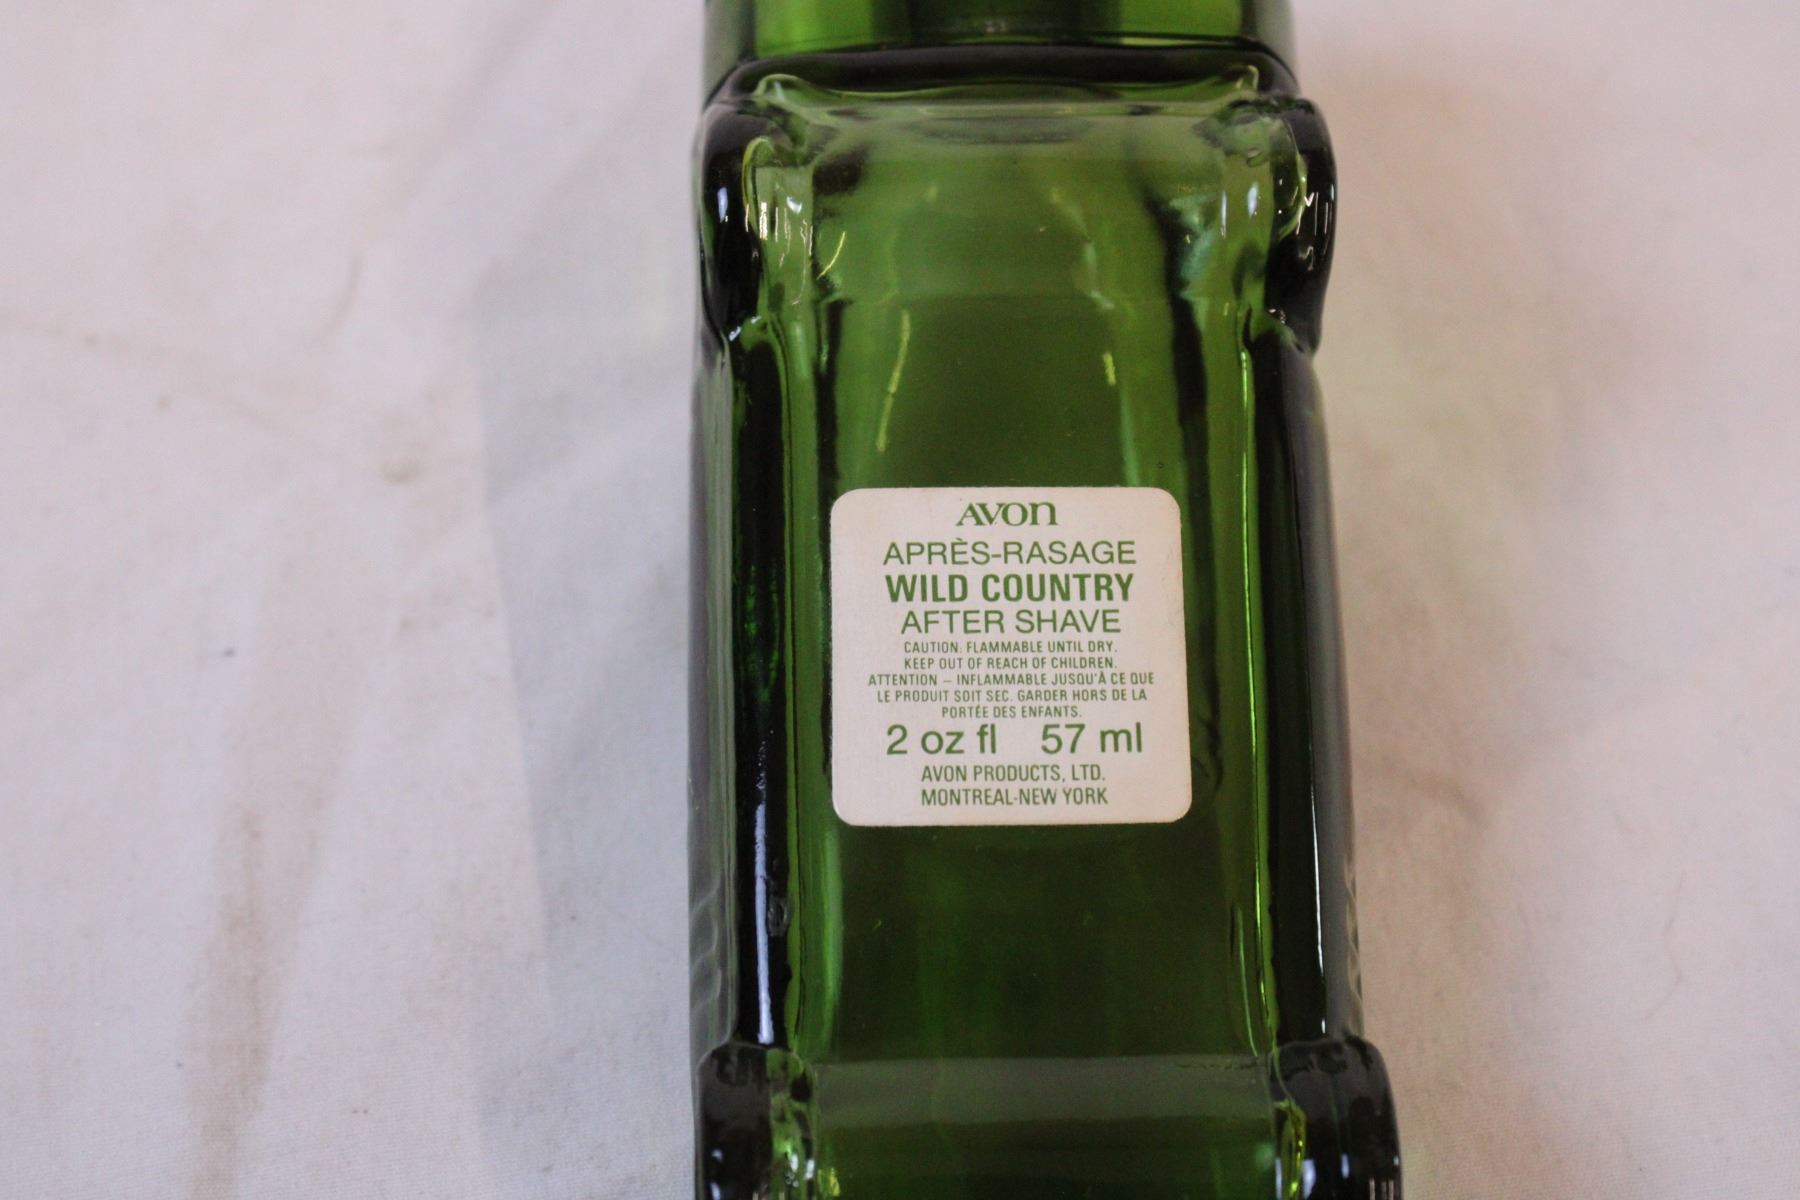 AVON
APRÈS-RASAGE
WILD COUNTRY
AFTER SHAVE
CAUTION: FLAMMABLE UNTIL DRY.
KEEP OUT OF REACH OF CHILDREN.
ATTENTION – INFLAMMABLE JUSQU'À CE QUE
LE PRODUIT SOIT SEC. GARDER HORS DE LA
PORTÉE DES ENFANTS.
2 oz fl 57 ml
AVON PRODUCTS, LTD.
MONTREAL-NEW YORK